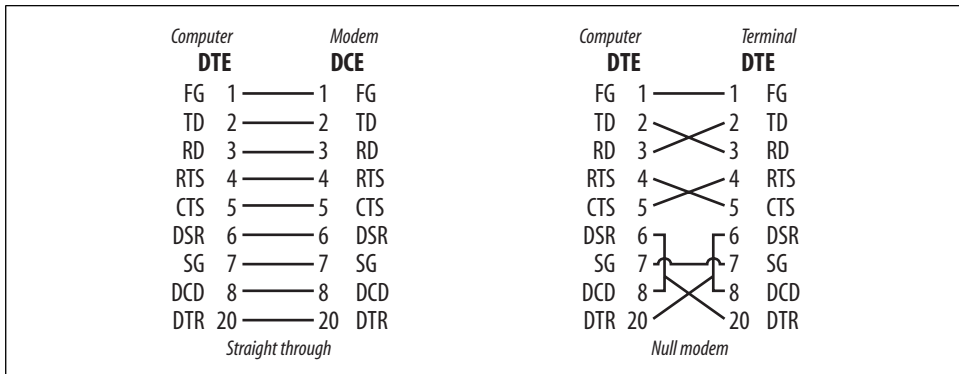 Computer Modem
DTE DCE
FG 1 1 FG
TD 2 2 TD
RD 3 3 RD
RTS 4 4 RTS
CTS 5 5 CTS
DSR 6 6 DSR
SG 7 7 SG
DCD 8 8 DCD
DTR 20 20 DTR
Straight through
Computer Terminal
DTE DTE
FG 1 1 FG
TD 2 2 TD
RD 3 3 RD
RTS 4 4 RTS
CTS 5 5 CTS
DSR 6 6 DSR
SG 7 7 SG
DCD 8 8 DCD
DTR 20 20 DTR
Null modem